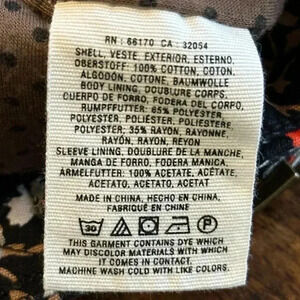 RN : 66170 CA : 32054
SHELL, VESTE, EXTERIOR, ESTERNO,
OBERSTOFF: 100% COTTON, COTON,
ALGODÓN, COTONE, BAUMWOLLE
BODY LINING, DOUBLURE CORPS,
CUERPO DE FORRO, FODERA DEL CORPO,
RUMPFFUTTER: 65% POLYESTER,
POLYESTER, POLIÉSTER, POLIESTERE,
POLYESTER; 35% RAYON, RAYONNE,
RAYÓN, RAYON, REYON
SLEEVE LINING, DOUBLURE DE LA MANCHE
MANGA DE FORRO, FODERA MANICA,
ÄRMELFUTTER: 100% ACETATE, ACÉTATE,
ACETATO, ACETATO, ACETAT
MADE IN CHINA, HECHO EN CHINA,
FABRIQUÉ EN CHINE
30
THIS GARMENT CONTAINS DYE WHICH
MAY DISCOLOR MATERIALS WITH WHICH
IT COMES IN CONTACT.
MACHINE WASH COLD WITH LIKE COLORS.